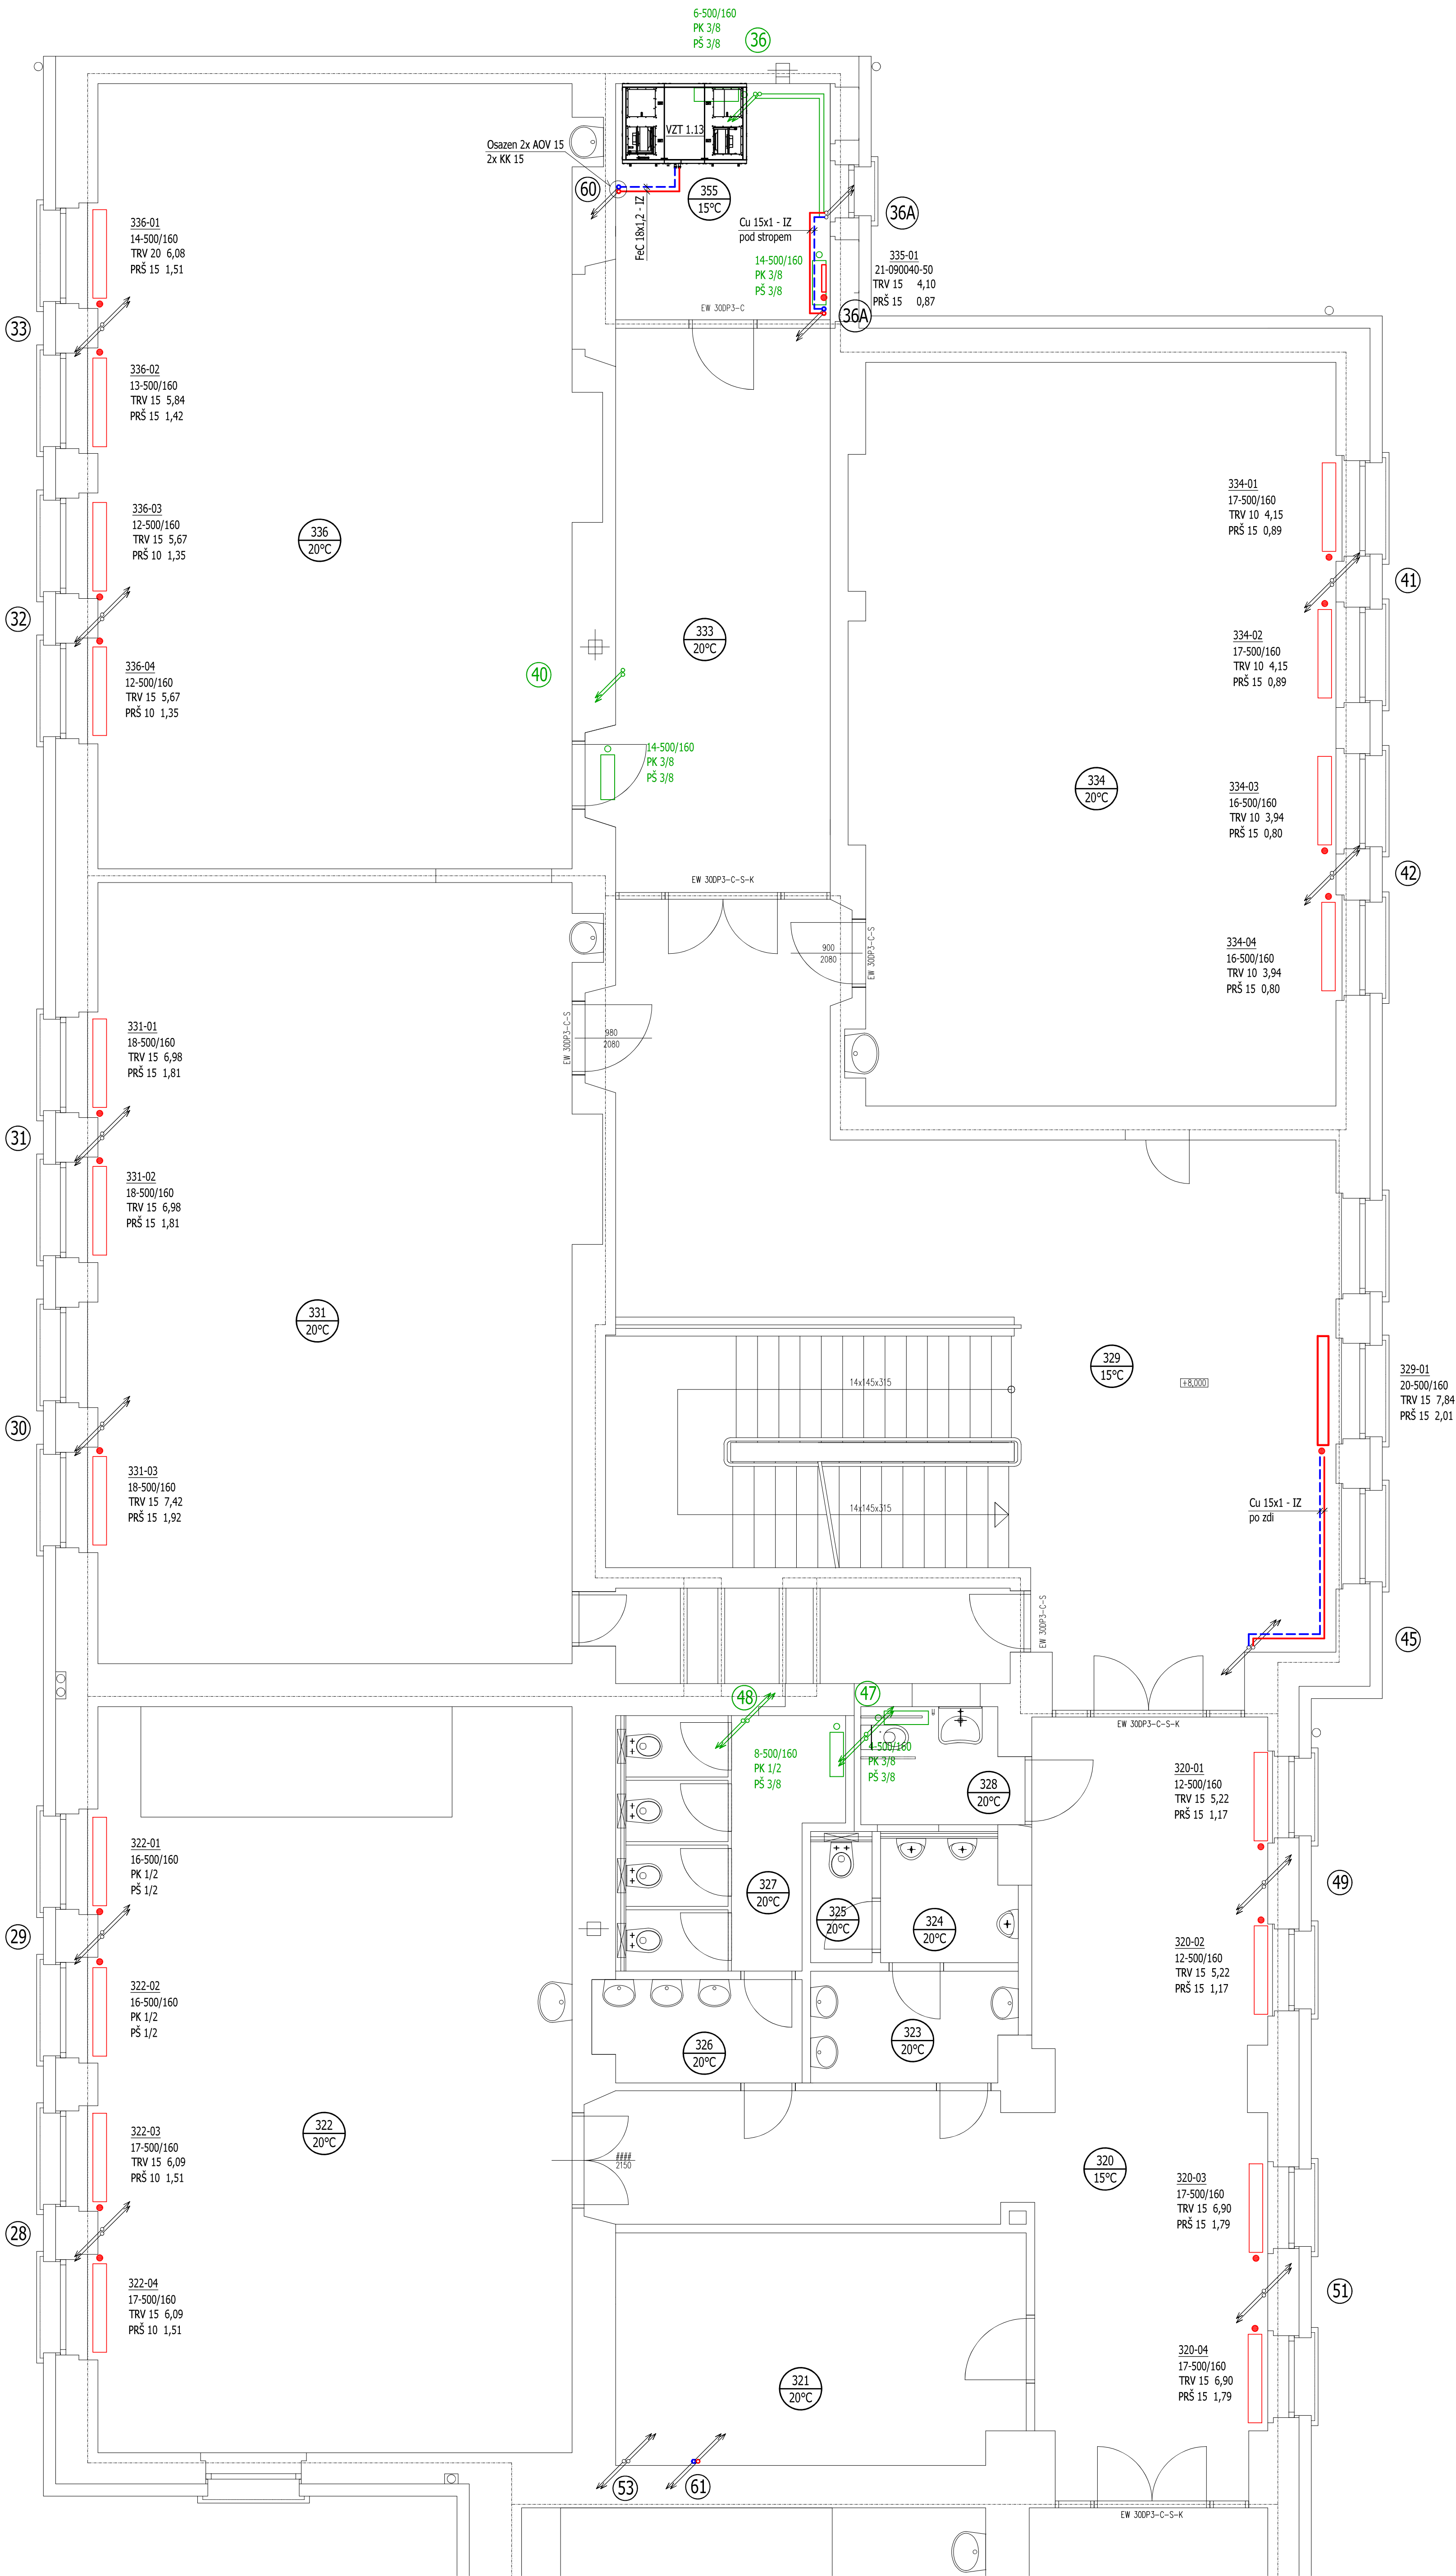 6-500/160
PK 3/8
PŠ 3/8
36
VZT 1.13
Osazen 2x AOV 15
2x KK 15
60
355
15°C
FeC 18x1,2 - IZ
Cu 15x1 - IZ
pod stropem
36A
14-500/160
PK 3/8
PŠ 3/8
335-01
21-090040-50
TRV 15 4,10
PRŠ 15 0,87
36A
EW 30DP3-C
336-01
14-500/160
TRV 20 6,08
PRŠ 15 1,51
33
336-02
13-500/160
TRV 15 5,84
PRŠ 15 1,42
336-03
12-500/160
TRV 15 5,67
PRŠ 10 1,35
336
20°C
32
336-04
12-500/160
TRV 15 5,67
PRŠ 10 1,35
333
20°C
40
14-500/160
PK 3/8
PŠ 3/8
334-01
17-500/160
TRV 10 4,15
PRŠ 15 0,89
41
334-02
17-500/160
TRV 10 4,15
PRŠ 15 0,89
334
20°C
334-03
16-500/160
TRV 10 3,94
PRŠ 15 0,80
42
334-04
16-500/160
TRV 10 3,94
PRŠ 15 0,80
EW 30DP3-C-S-K
900
2080
EW 30DP3-C-S
980
2080
EW 30DP3-C-S
331-01
18-500/160
TRV 15 6,98
PRŠ 15 1,81
31
331-02
18-500/160
TRV 15 6,98
PRŠ 15 1,81
331
20°C
30
331-03
18-500/160
TRV 15 7,42
PRŠ 15 1,92
329
15°C
+8,000
14x145x315
14x145x315
329-01
20-500/160
TRV 15 7,84
PRŠ 15 2,01
Cu 15x1 - IZ
po zdi
EW 30DP3-C-S
45
EW 30DP3-C-S-K
48
47
8-500/160
PK 1/2
PŠ 3/8
4-500/160
PK 3/8
PŠ 3/8
328
20°C
320-01
12-500/160
TRV 15 5,22
PRŠ 15 1,17
49
320-02
12-500/160
TRV 15 5,22
PRŠ 15 1,17
322-01
16-500/160
PK 1/2
PŠ 1/2
29
322-02
16-500/160
PK 1/2
PŠ 1/2
327
20°C
325
20°C
324
20°C
326
20°C
323
20°C
322
20°C
322-03
17-500/160
TRV 15 6,09
PRŠ 10 1,51
28
322-04
17-500/160
TRV 15 6,09
PRŠ 10 1,51
####
2150
320
15°C
320-03
17-500/160
TRV 15 6,90
PRŠ 15 1,79
51
320-04
17-500/160
TRV 15 6,90
PRŠ 15 1,79
321
20°C
53
61
EW 30DP3-C-S-K